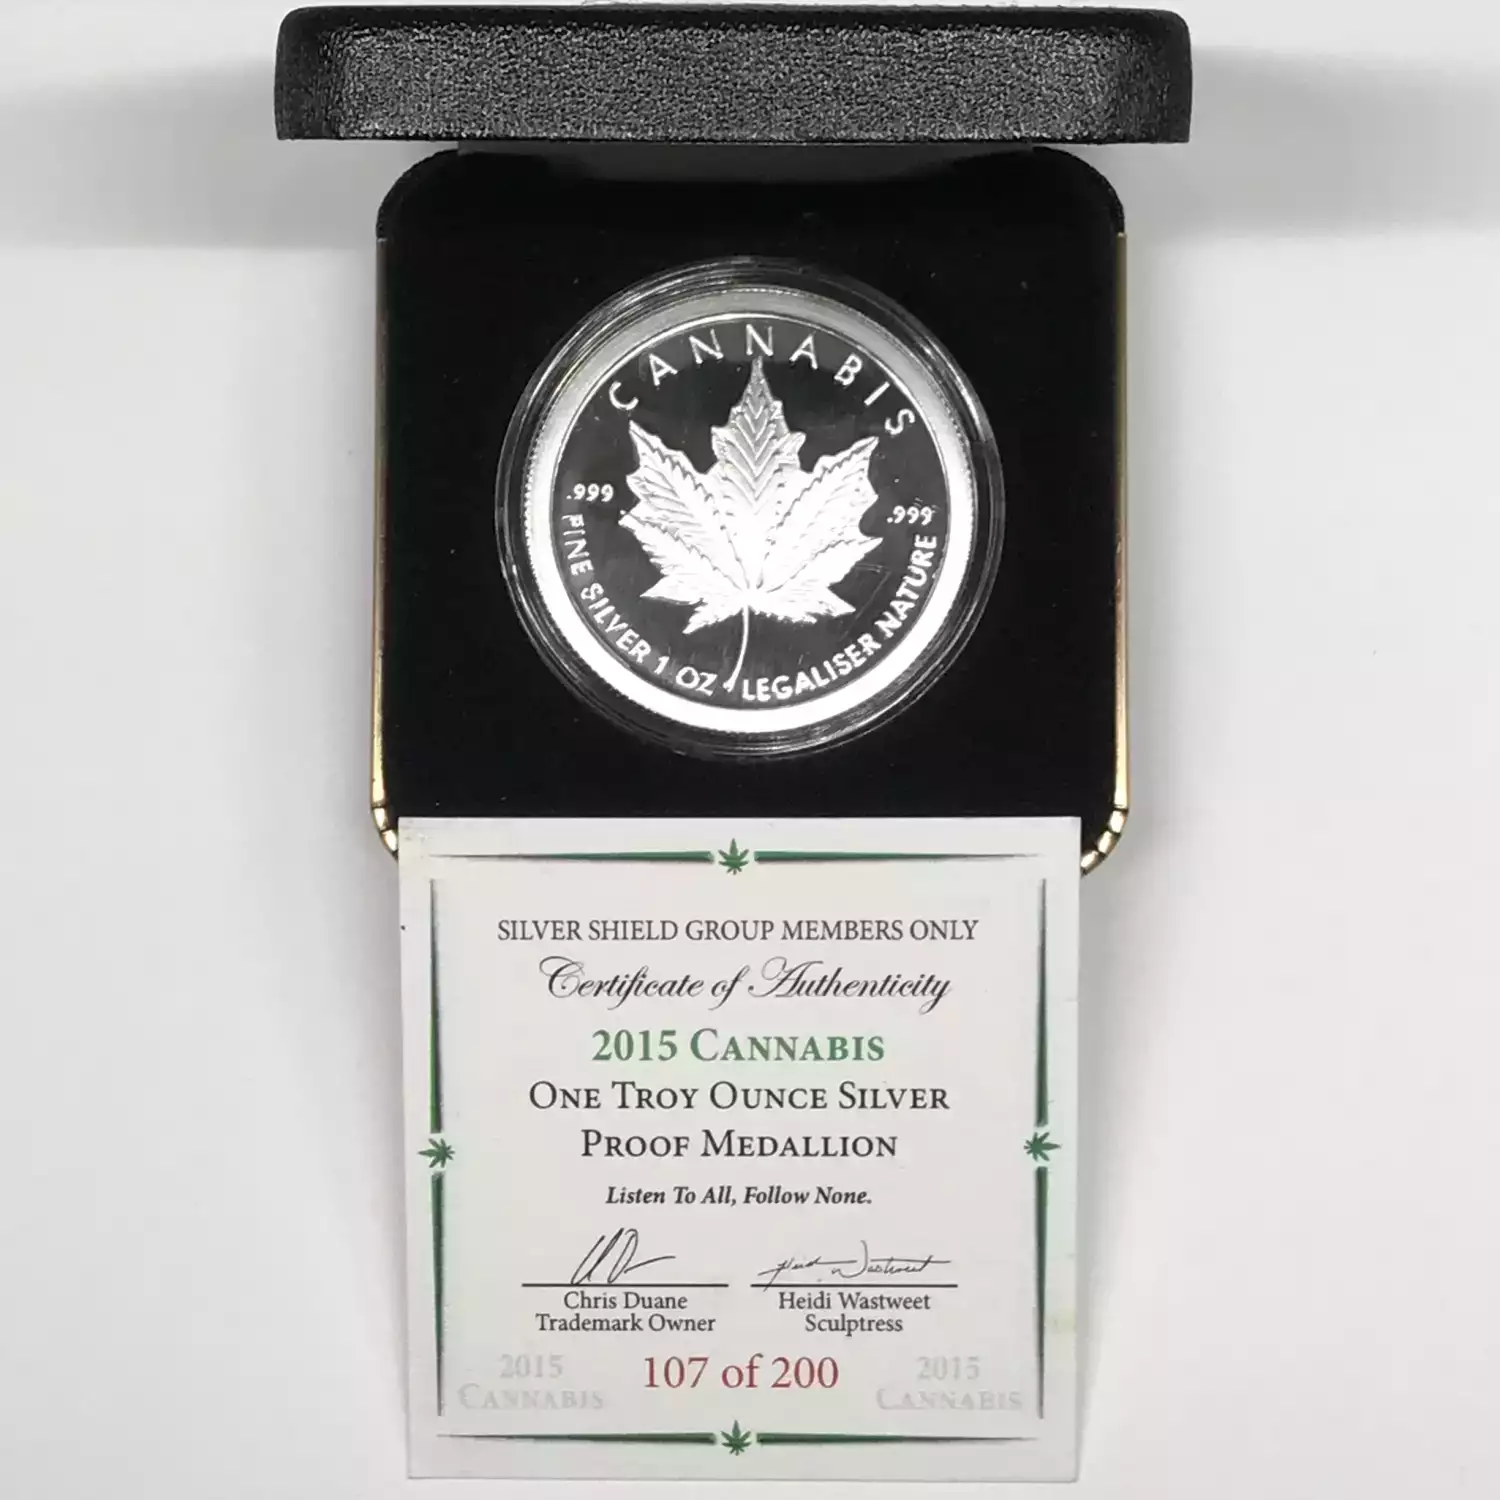 CANNABIS
.999
.999
FINE SILVER 1 OZ
LEGALISER NATURE
SILVER SHIELD GROUP MEMBERS ONLY
Certificate of Authenticity
2015 CANNABIS
ONE TROY OUNCE SILVER
PROOF MEDALLION
Listen To All, Follow None.
Heidi Wastweet
Chris Duane
Heidi Wastweet
Trademark Owner
Sculptress
2015
CANNABIS
107 of 200
2015
CANNABIS